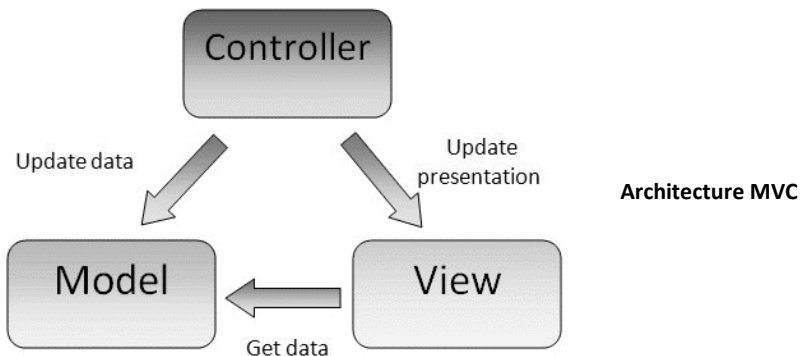 Controller
Update data
Update
presentation
Architecture MVC
Model
View
Get data